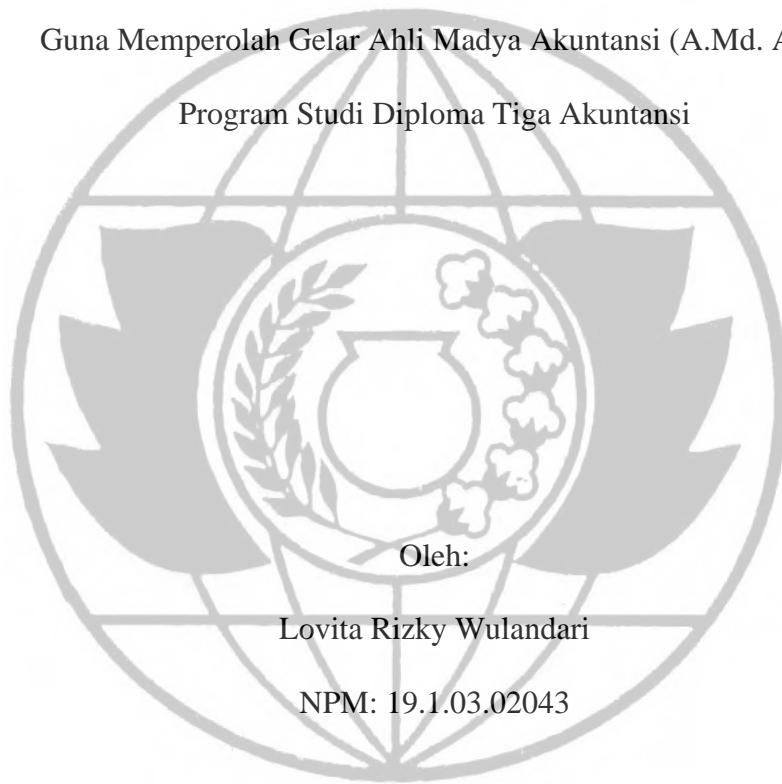 Guna Memperolah Gelar Ahli Madya Akuntansi (A.Md. A
Program Studi Diploma Tiga Akuntansi
Oleh:
Lovita Rizky Wulandari
NPM: 19.1.03.02043